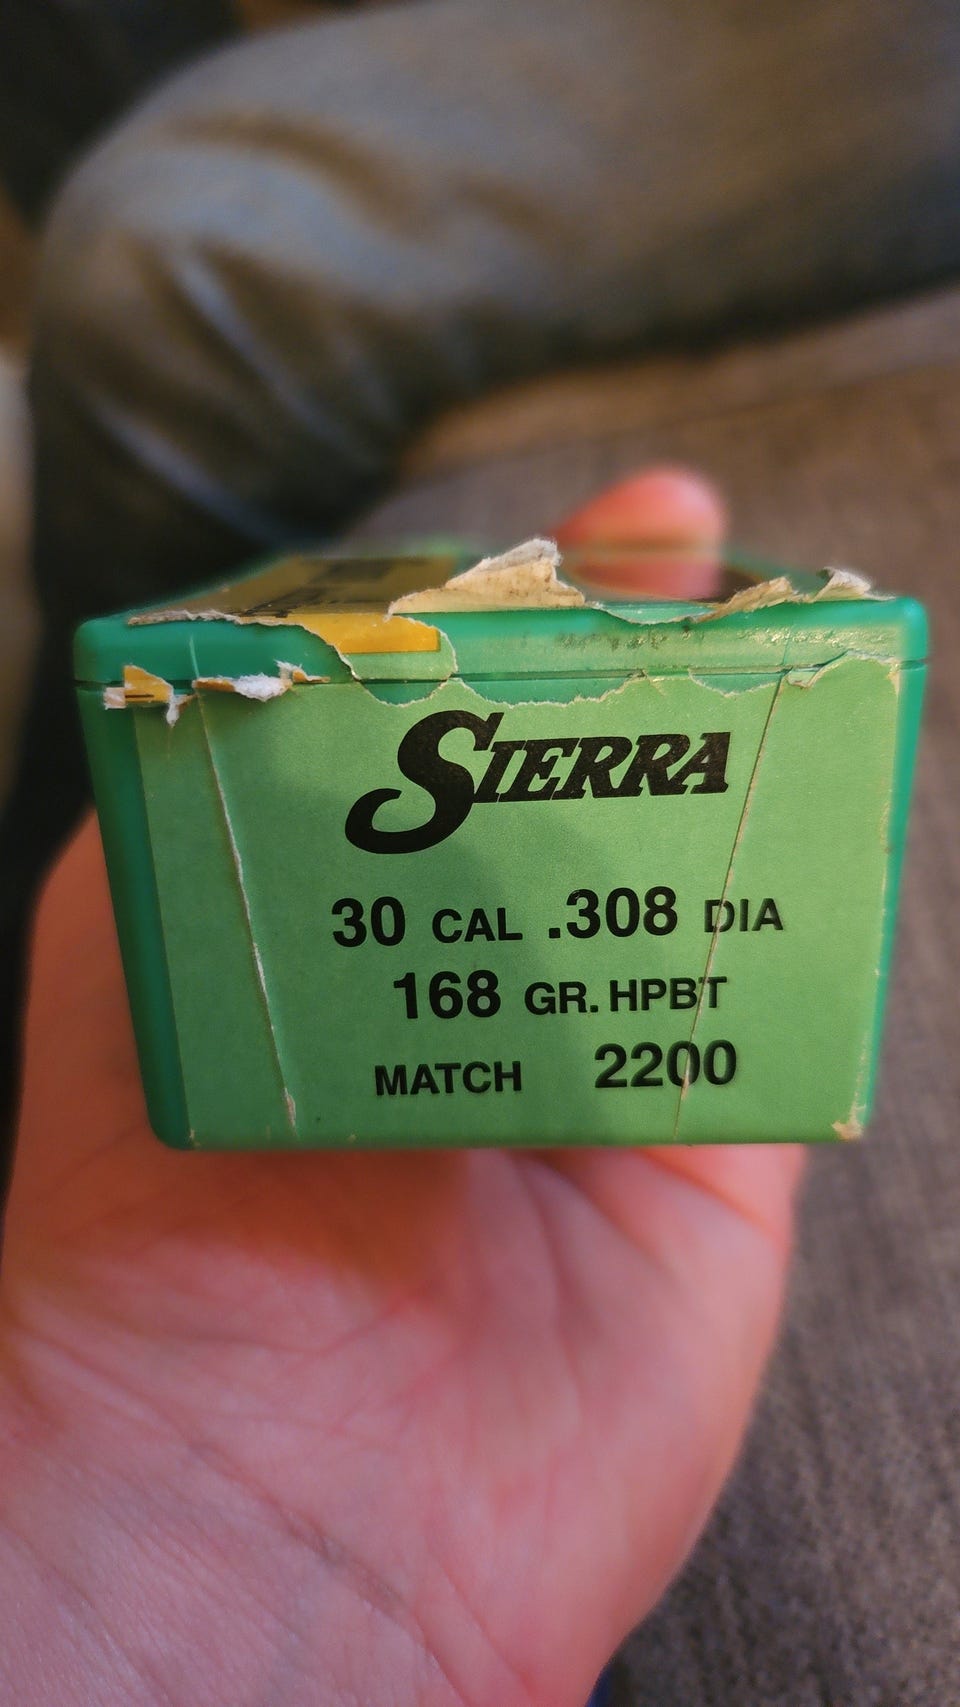 SIERRA
30 CAL .308 DIA
168 GR. HPBT
MATCH 2200